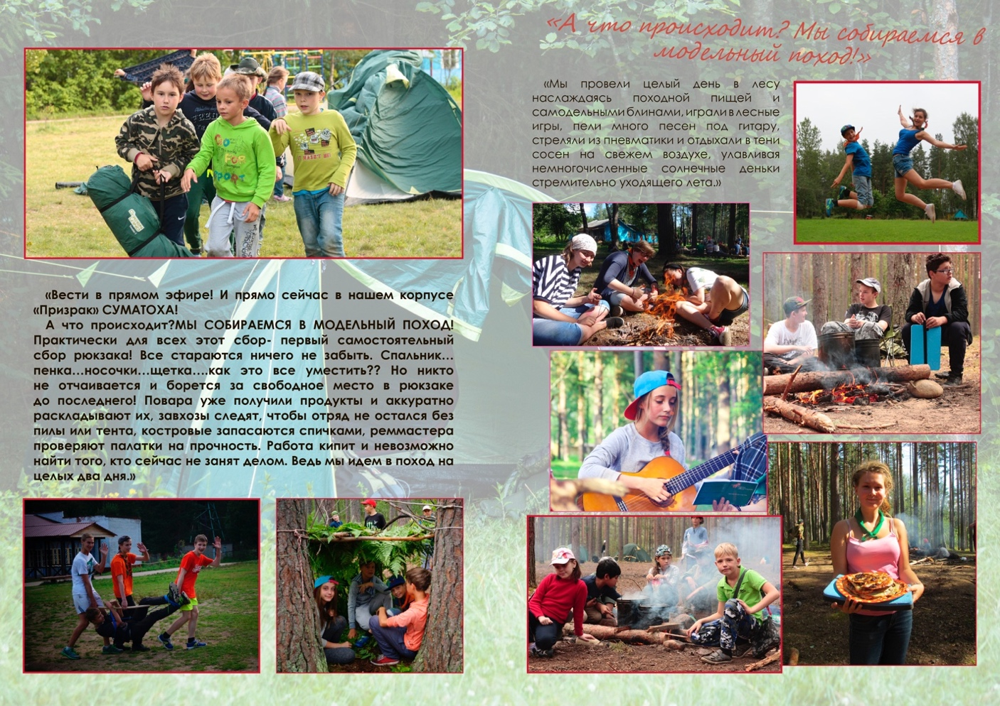 «А что происходит? Мы собираемся в
модельный поход!»
«Мы провели целый день в лесу
наслаждаясь походной пищей и
самодельными блинами, играли в лесные
игры, пели много песен под гитару,
стреляли из пневматики и отдыхали в тени
сосен на свежем воздухе, улавливая
немногочисленные солнечные деньки
стремительно уходящего лета.»
«Вести в прямом эфире! И прямо сейчас в нашем корпусе
«Призрак» СУМАТОХА!
А что происходит?МЫ СОБИРАЕМСЯ В МОДЕЛЬНЫЙ ПОХОД!
Практически для всех этот сбор- первый самостоятельный
сбор рюкзака! Все стараются ничего не забыть. Спальник…
пенка…носочки…щетка….как это все уместить?? Но никто
не отчаивается и борется за свободное место в рюкзаке
до последнего! Повара уже получили продукты и аккуратно
раскладывают их, завхозы следят, чтобы отряд не остался без
пилы или тента, костровые запасаются спичками, реммастера
проверяют палатки на прочность. Работа кипит и невозможно
найти того, кто сейчас не занят делом. Ведь мы идем в поход на
целых два дня.»